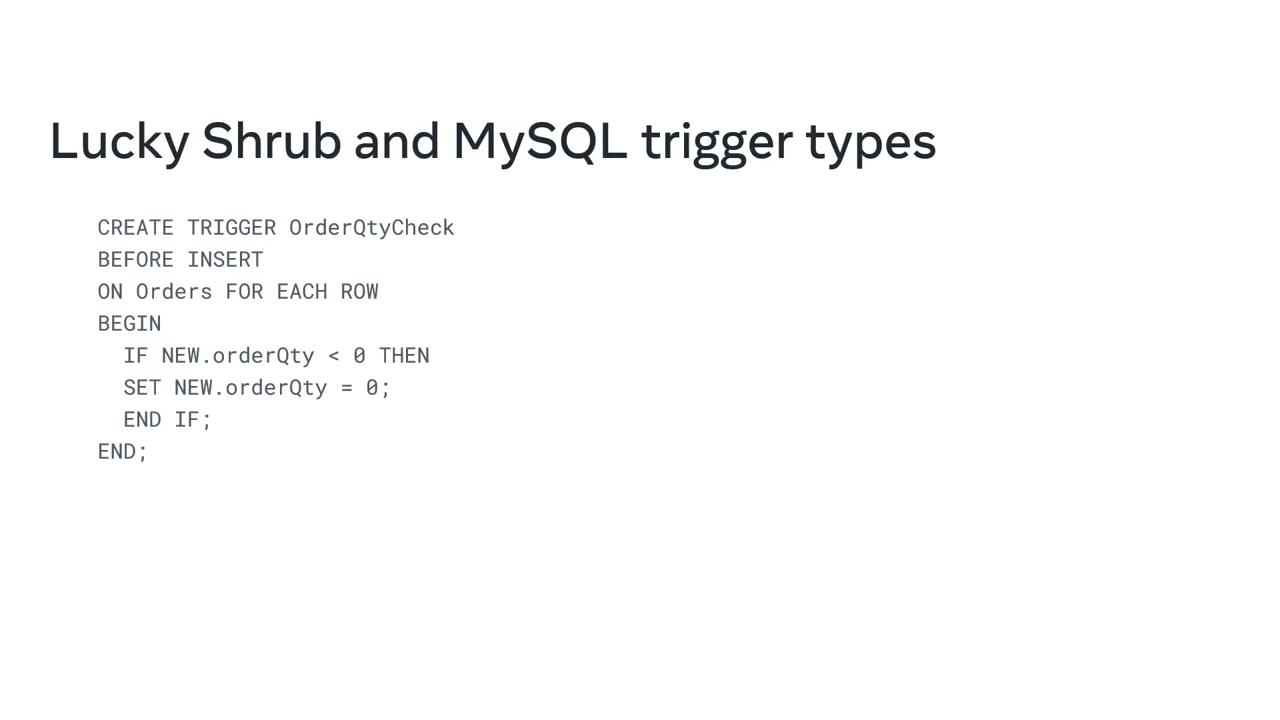 Lucky Shrub and MySQL trigger types
CREATE TRIGGER OrderQtyCheck
BEFORE INSERT
ON Orders FOR EACH ROW
BEGIN
  IF NEW.orderQty < 0 THEN
  SET NEW.orderQty = 0;
  END IF;
END;